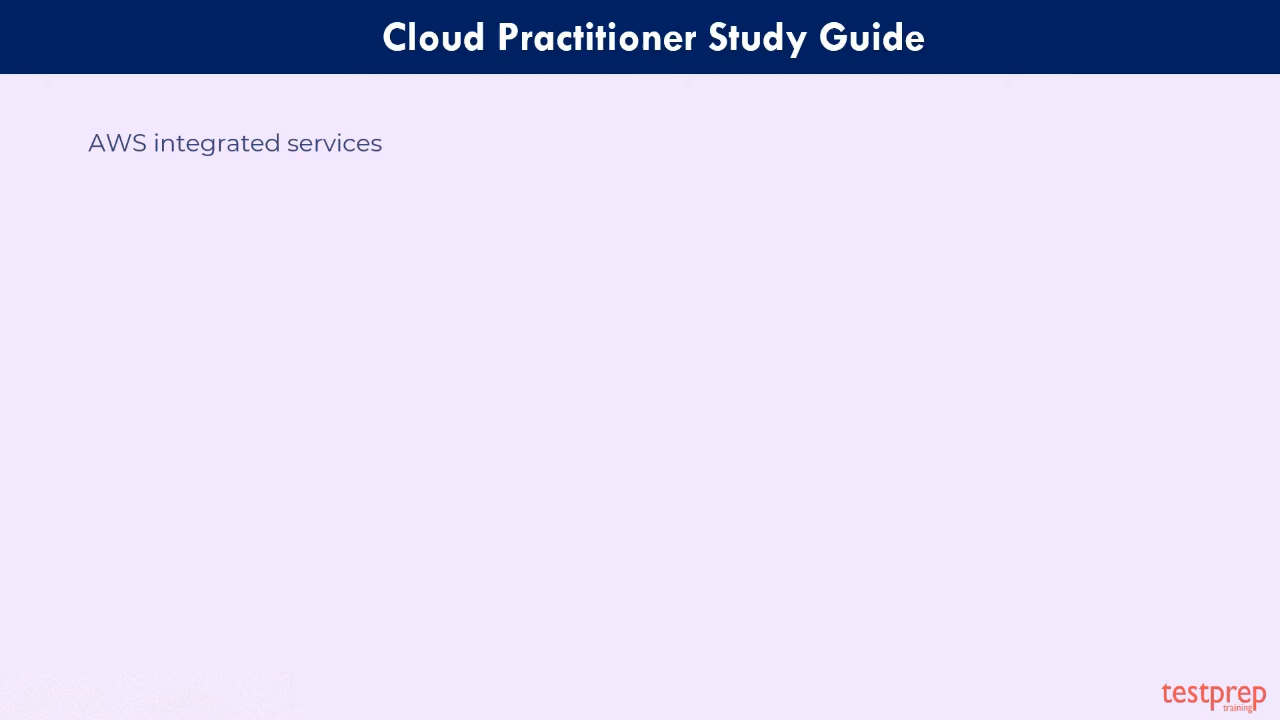 Cloud Practitioner Study Guide
AWS integrated services
testprep
training